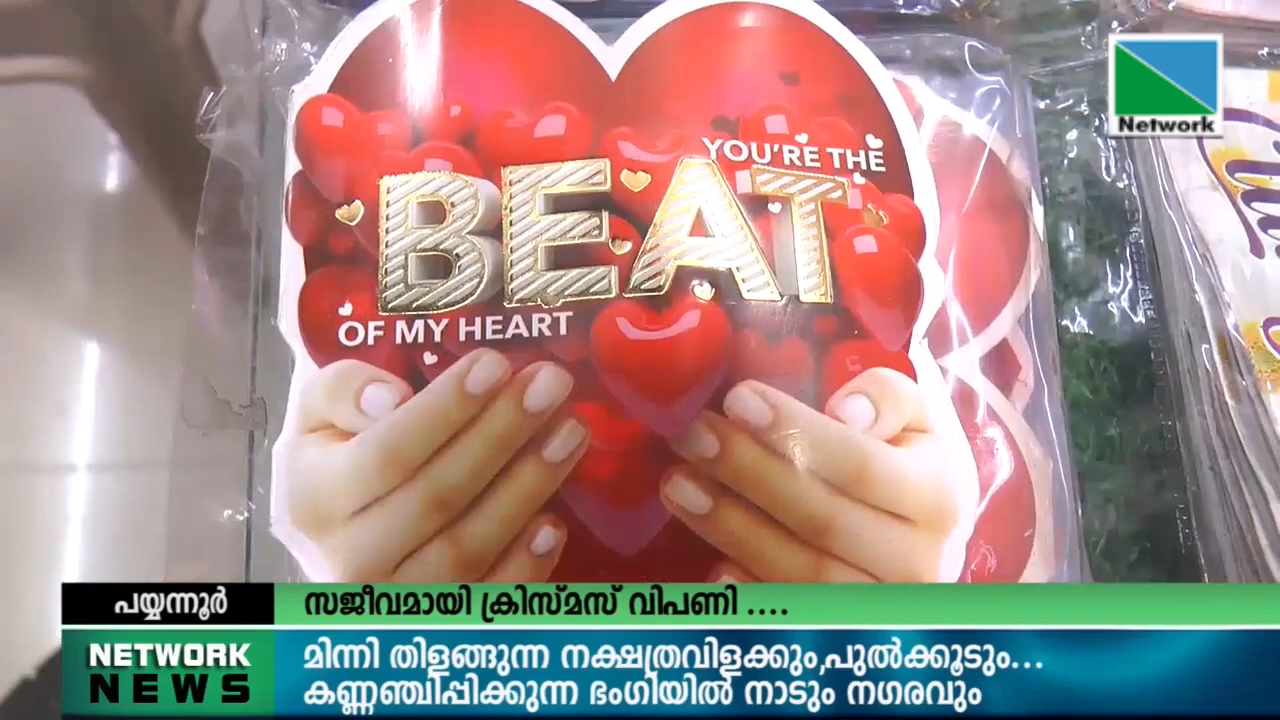 Network
YOU'RE THE
BEAT
OF MY HEART
പയ്യന്നൂർ
സജീവമായി ക്രിസ്മസ് വിപണി ....
NETWORK
NEWS
മിന്നി തിളങ്ങുന്ന നക്ഷത്രവിളക്കും,പുൽക്കൂടും...
കണ്ണഞ്ചിപ്പിക്കുന്ന ഭംഗിയിൽ നാടും നഗരവും